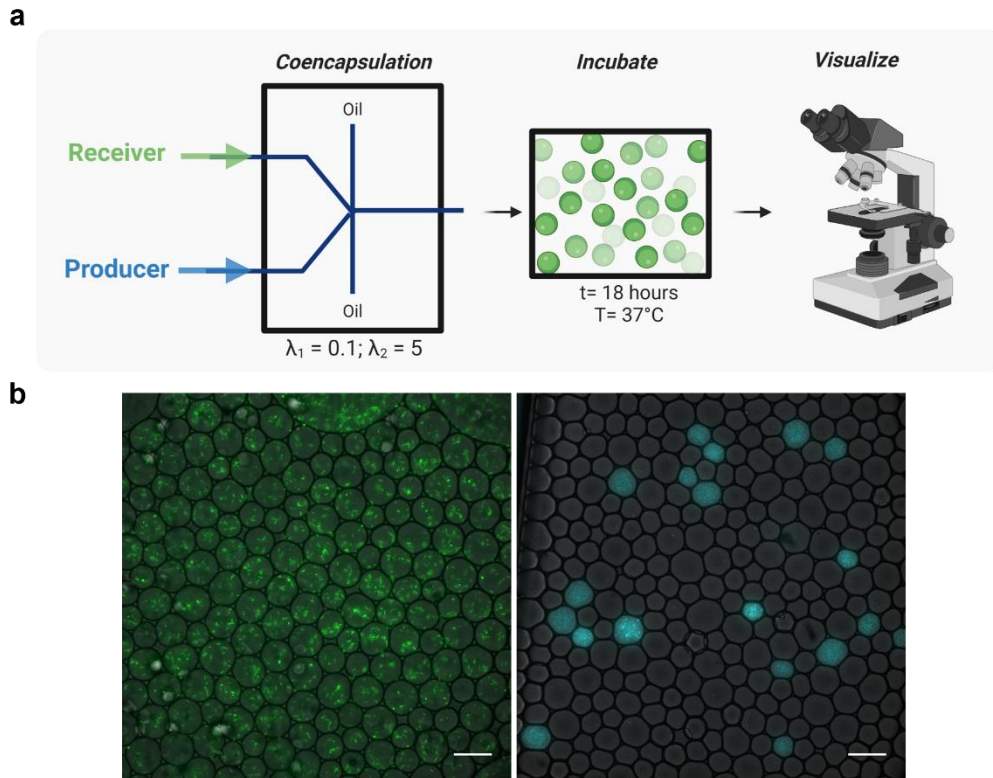 a
Coencapsulation
Incubate
Visualize
Oil
Receiver
Producer
Oil
t= 18 hours
T= 37°C
λ₁ = 0.1; λ₂ = 5
b